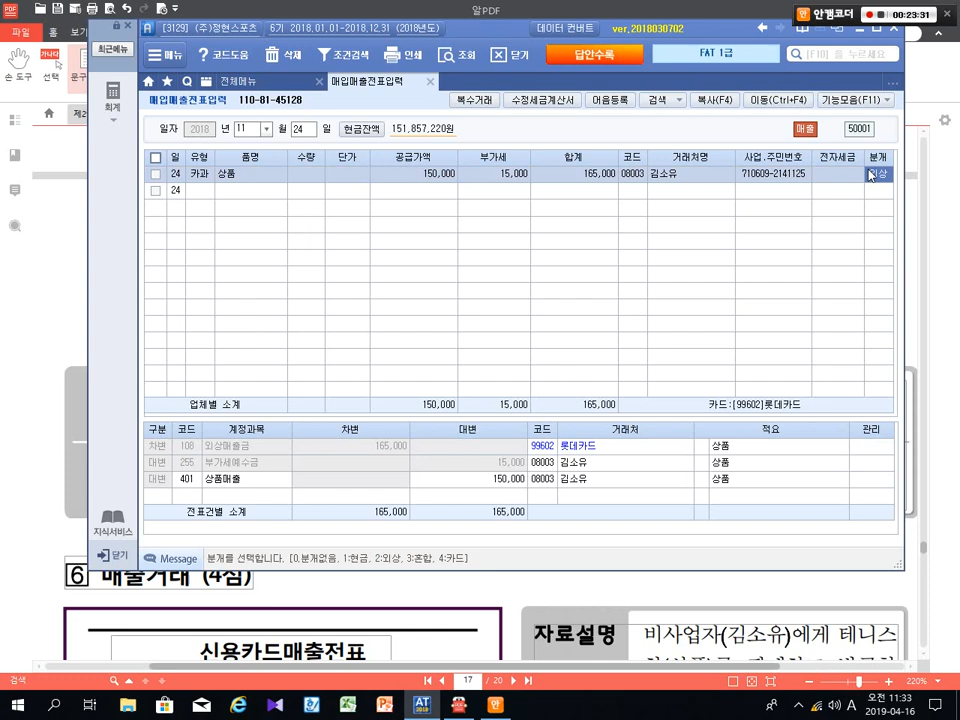 알PDF
안캠코더 00:23:31
파일 홈 보기
[3129] (주)정현스포츠 6기 2018.01.01~2018.12.31 (2018년도) 데이터 컨버트 ver.2018030702
최근메뉴
메뉴 코드도움 삭제 조건검색 인쇄 조회 닫기 답안수록 FAT 1급 [F10] 을 누르세요
손 도구 선택
가나다
회계
전체메뉴 매입매출전표입력
매입매출전표입력 110-81-45128 복수거래 수정세금계산서 어음등록 검색 복사(F4) 이동(Ctrl+F4) 기능모음(F11)
일자 2018 년 11 월 24 일 현금잔액 151,857,220원 매출 50001
일 유형 품명 수량 단가 공급가액 부가세 합계 코드 거래처명 사업.주민번호 전자세금 분개
24 카과 상품 150,000 15,000 165,000 08003 김소유 710609-2141125 외상
24
업체별 소계 150,000 15,000 165,000 카드:[99602]롯데카드
구분 코드 계정과목 차변 대변 코드 거래처 적요 관리
차변 108 외상매출금 165,000 99602 롯데카드 상품
대변 255 부가세예수금 15,000 08003 김소유 상품
대변 401 상품매출 150,000 08003 김소유 상품
전표건별 소계 165,000 165,000
지식서비스
닫기
Message 분개를 선택합니다. [0.분개없음, 1:현금, 2:외상, 3:혼합, 4:카드]
6 매출거래 (4점)
신용카드매출전표
자료설명 비사업자(김소유)에게 테니스
검색 17 / 20 220%
오전 11:33
2019-04-16